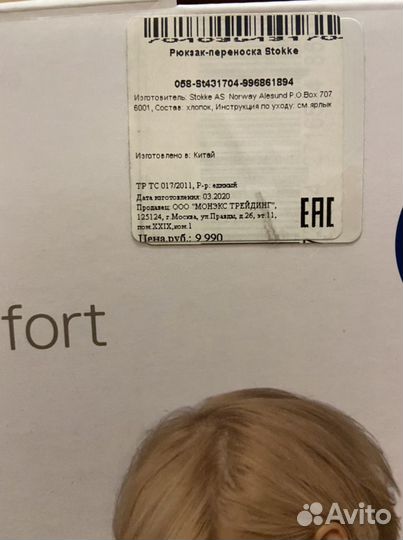 Рюкзак-переноска Stokke
058-St431704-996861894
Изготовитель: Stokke AS Norway Alesund P.O.Box 707
6001, Состав: хлопок, Инструкция по уходу: см.ярлык
Изготовлено в: Китай
ТР ТС 017/2011, Р-р: единый
Дата изготовления: 03.2020
Продавец: ООО "МОНЭКС ТРЕЙДИНГ",
125124, г.Москва, ул.Правды, д.26, эт.11,
пом.XXIX,ком.1
Цена,руб.: 9 990
EAC
fort
Avito